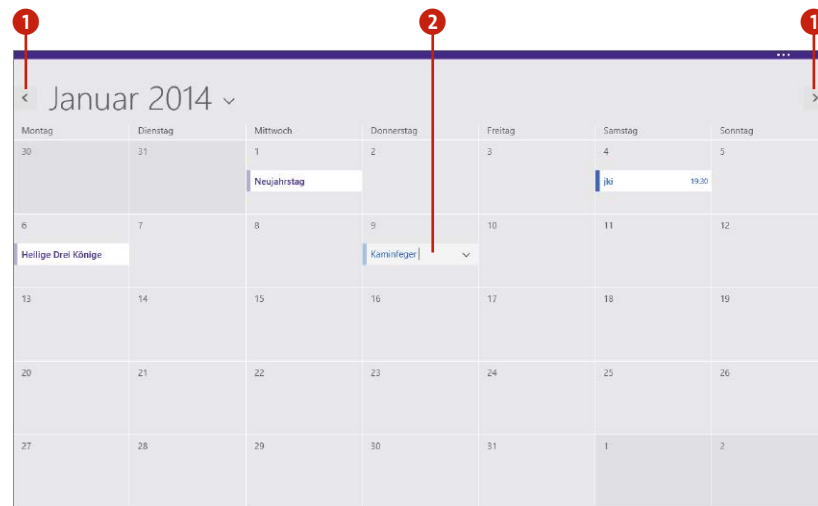 1 2 1
...
< Januar 2014 >
Montag Dienstag Mittwoch Donnerstag Freitag Samstag Sonntag
30 31 1 2 3 4 5
Neujahrstag jki 19:30
6 7 8 9 10 11 12
Heilige Drei Könige Kaminfeger
13 14 15 16 17 18 19
20 21 22 23 24 25 26
27 28 29 30 31 1 2